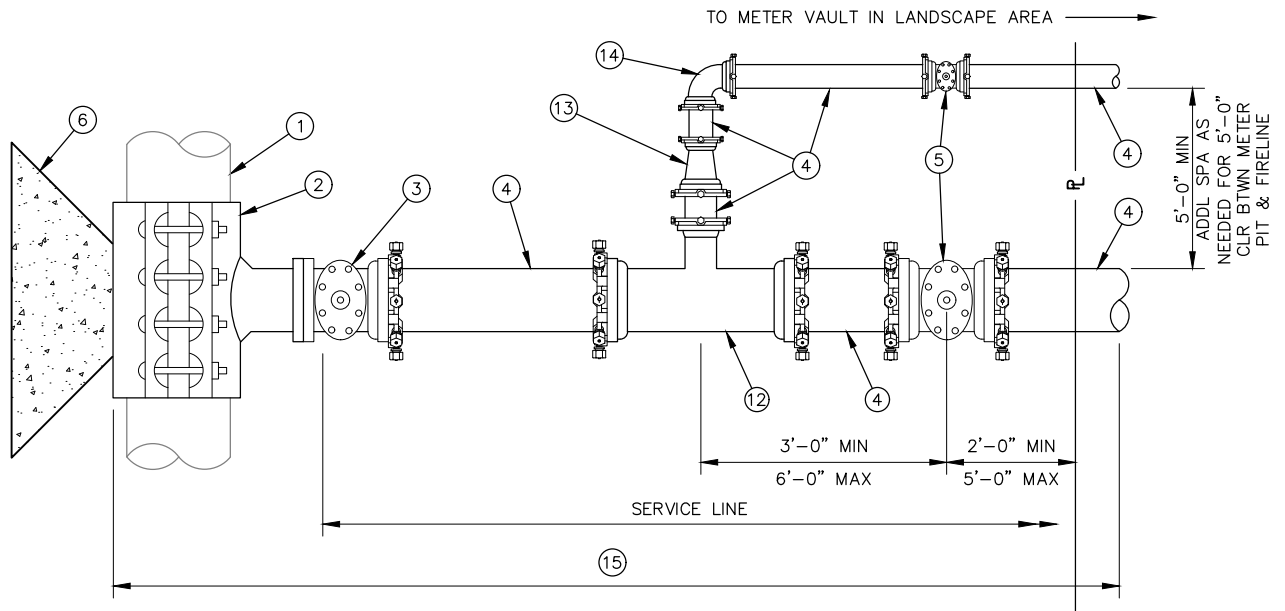 TO METER VAULT IN LANDSCAPE AREA
14
6
1
13
2
3
4
4
5
4
5'-0" MIN
ADDL SPA AS
NEEDED FOR 5'-0"
CLR BTWN METER
PIT & FIRELINE
PL
4
12
4
3'-0" MIN
6'-0" MAX
2'-0" MIN
5'-0" MAX
SERVICE LINE
15